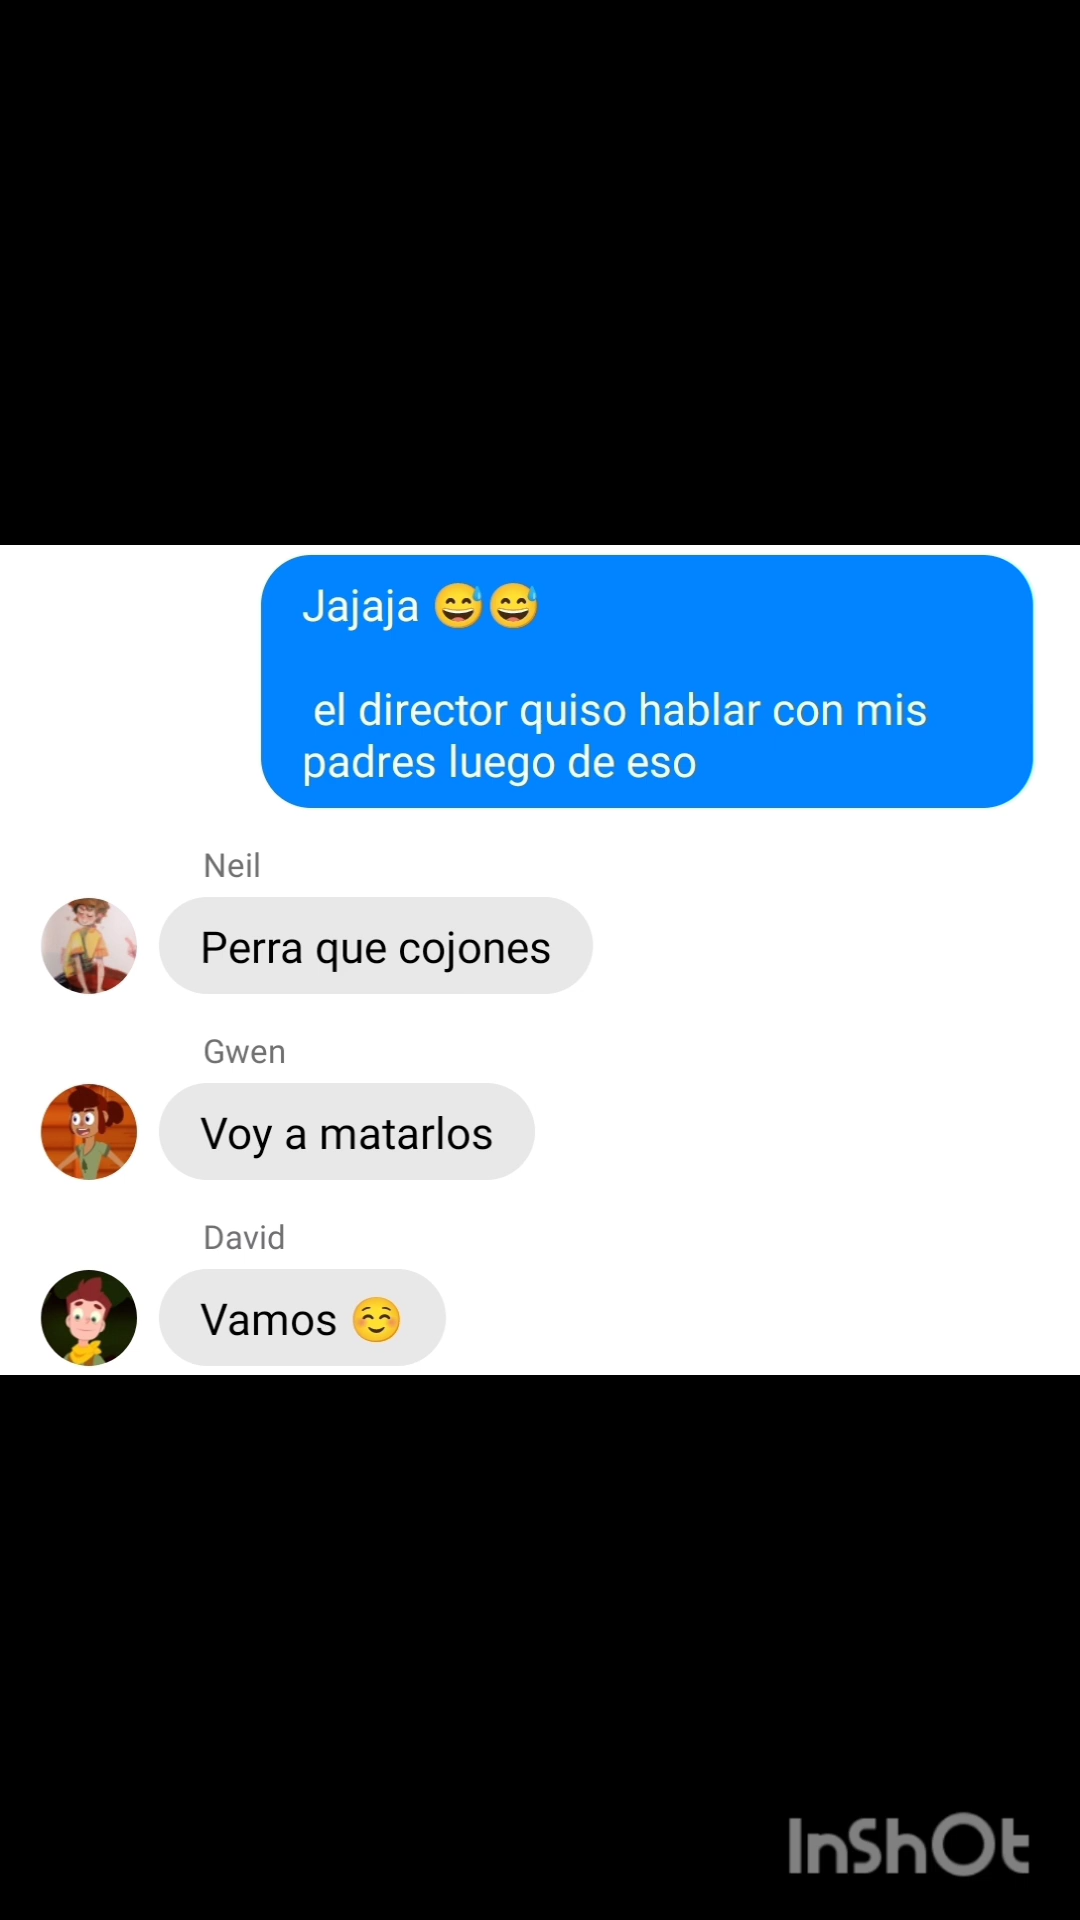 Jajaja 😅😅
el director quiso hablar con mis
padres luego de eso
Neil
Perra que cojones
Gwen
Voy a matarlos
David
Vamos ☺️
InShOt